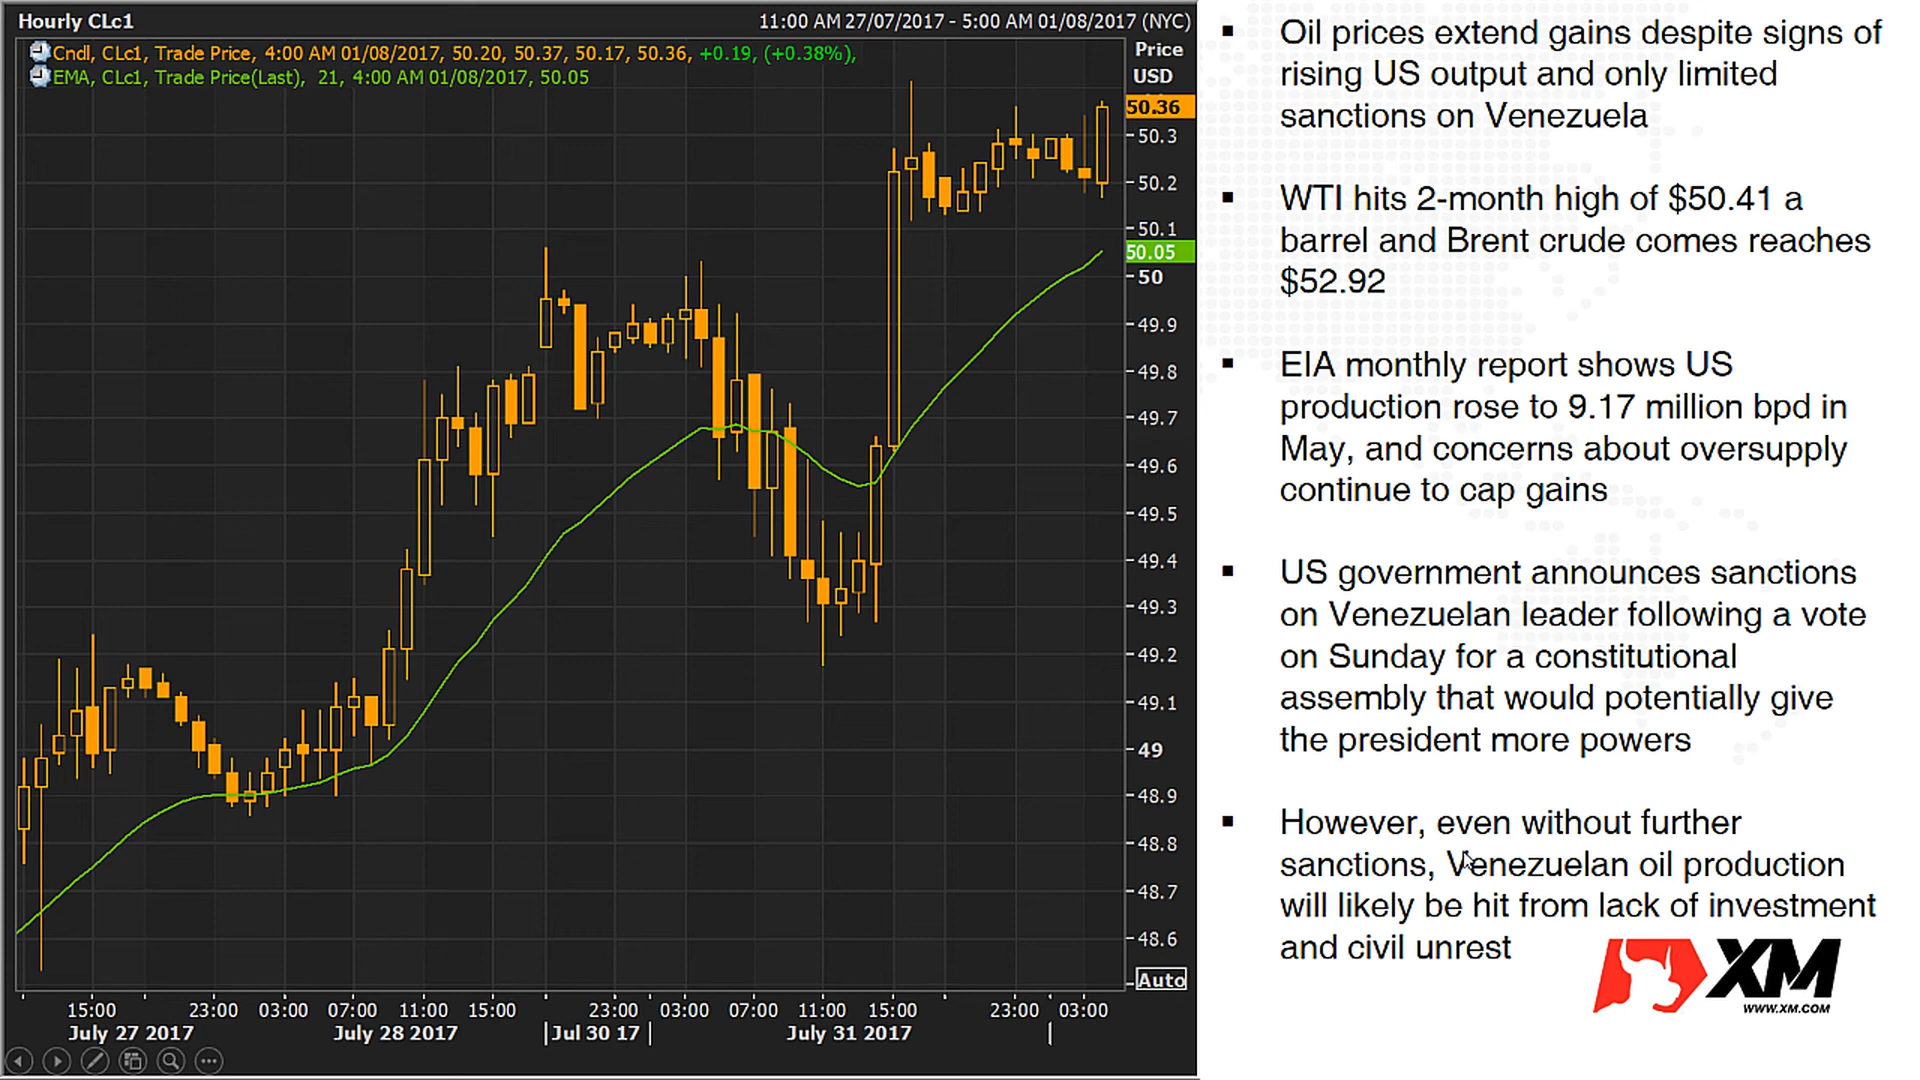 Hourly CLc1
11:00 AM 27/07/2017 - 5:00 AM 01/08/2017 (NYC)
Cndl, CLc1, Trade Price, 4:00 AM 01/08/2017, 50.20, 50.37, 50.17, 50.36, +0.19, (+0.38%),
EMA, CLc1, Trade Price(Last), 21, 4:00 AM 01/08/2017, 50.05
Price
USD
50.36
50.3
50.2
50.1
50.05
50
49.9
49.8
49.7
49.6
49.5
49.4
49.3
49.2
49.1
49
48.9
48.8
48.7
48.6
Auto
15:00 23:00 03:00 07:00 11:00 15:00 23:00 03:00 07:00 11:00 15:00 23:00 03:00
July 27 2017 July 28 2017 Jul 30 17 July 31 2017
▪ Oil prices extend gains despite signs of
rising US output and only limited
sanctions on Venezuela
▪ WTI hits 2-month high of $50.41 a
barrel and Brent crude comes reaches
$52.92
▪ EIA monthly report shows US
production rose to 9.17 million bpd in
May, and concerns about oversupply
continue to cap gains
▪ US government announces sanctions
on Venezuelan leader following a vote
on Sunday for a constitutional
assembly that would potentially give
the president more powers
▪ However, even without further
sanctions, Venezuelan oil production
will likely be hit from lack of investment
and civil unrest
XM
WWW.XM.COM